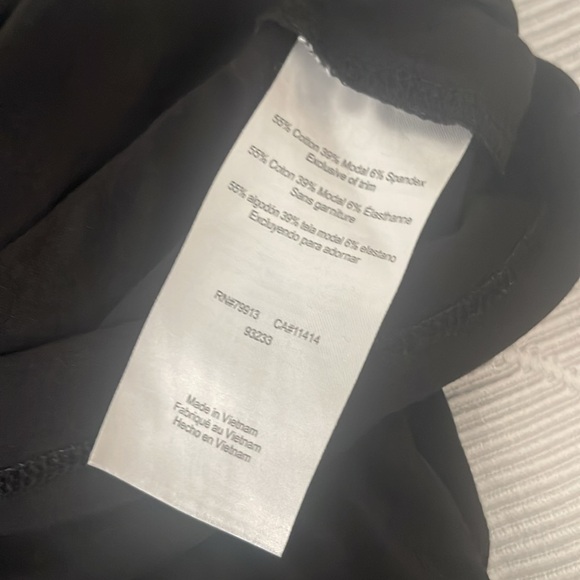 55% Cotton 39% Modal 6% Spandex
Exclusive of trim
55% Coton 39% Modal 6% Élasthanne
Sans garniture
55% algodón 39% tela modal 6% elastano
Excluyendo para adornar
RN#79913 CA#11414
93233
Made in Vietnam
Fabriqué au Vietnam
Hecho en Vietnam